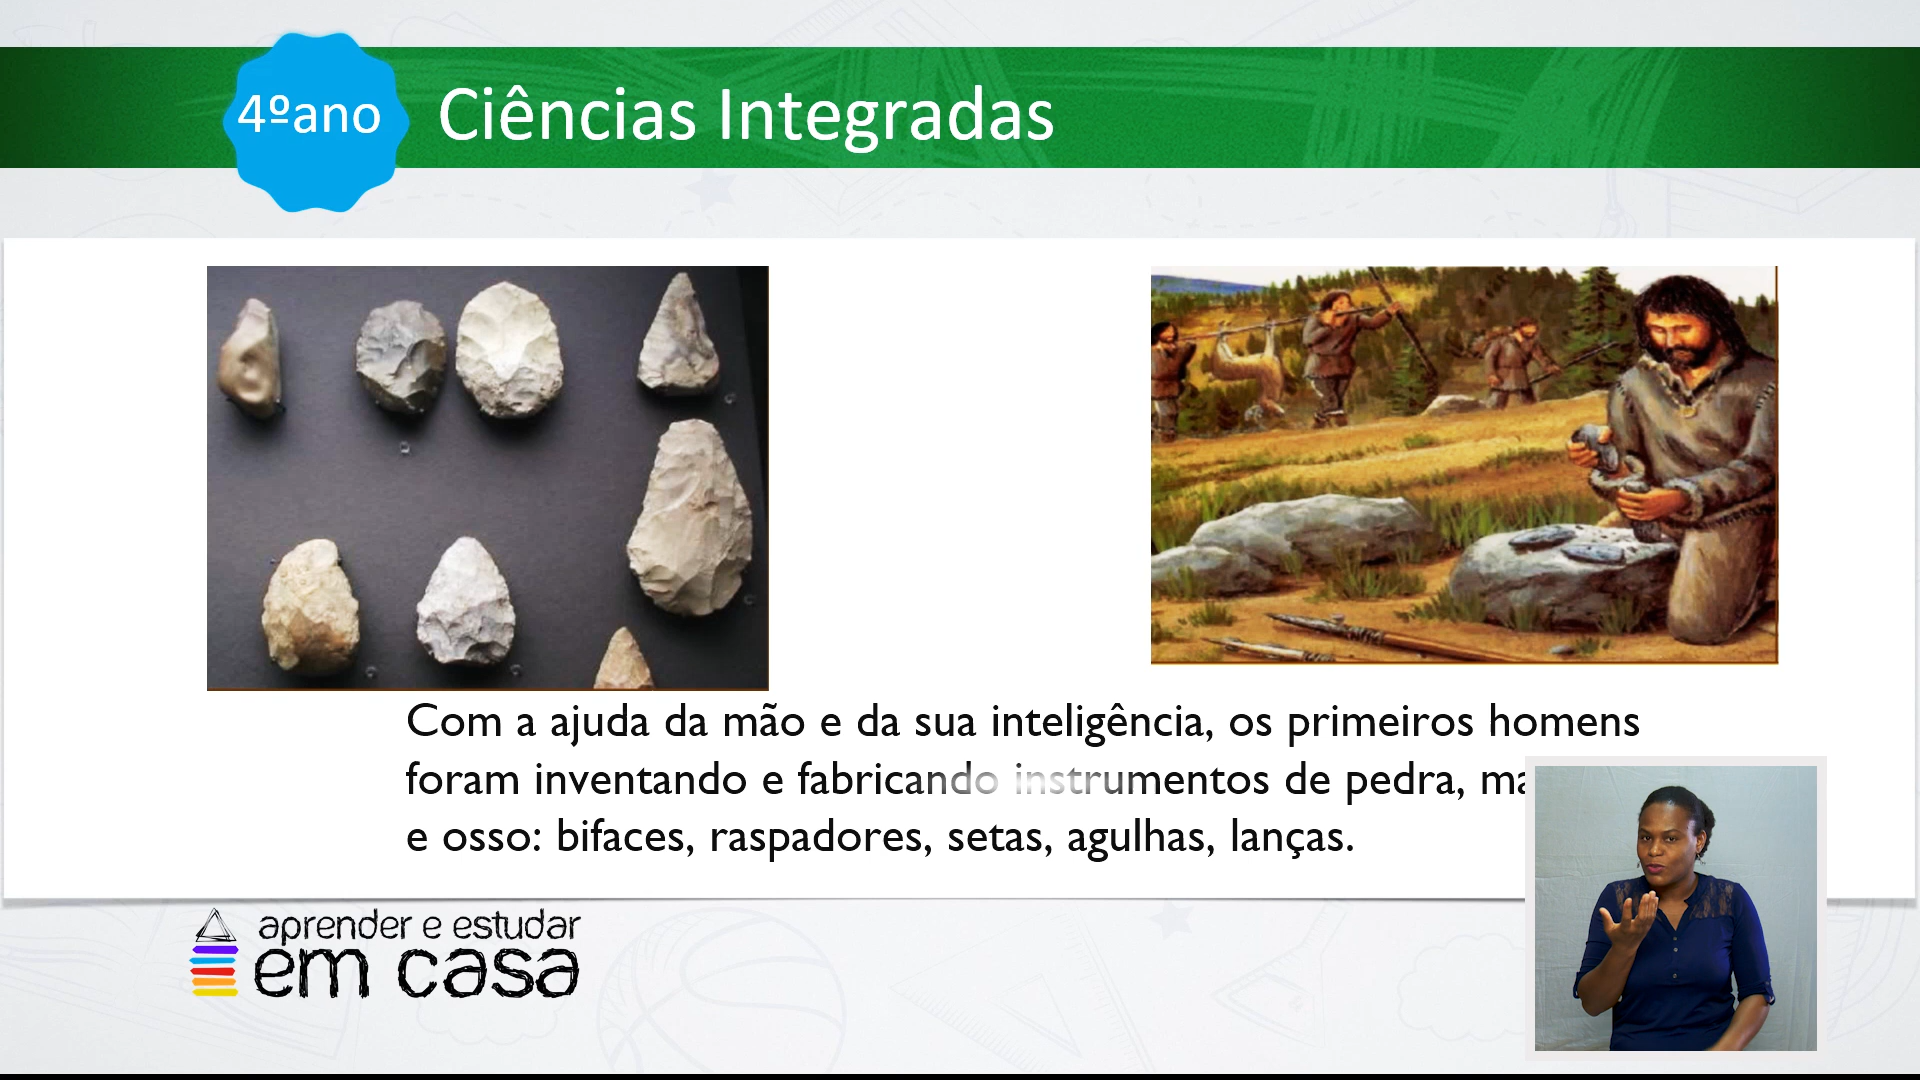 4ºano
Ciências Integradas
Com a ajuda da mão e da sua inteligência, os primeiros homens
foram inventando e fabricando instrumentos de pedra,
e osso: bifaces, raspadores, setas, agulhas, lanças.
aprender e estudar
em casa